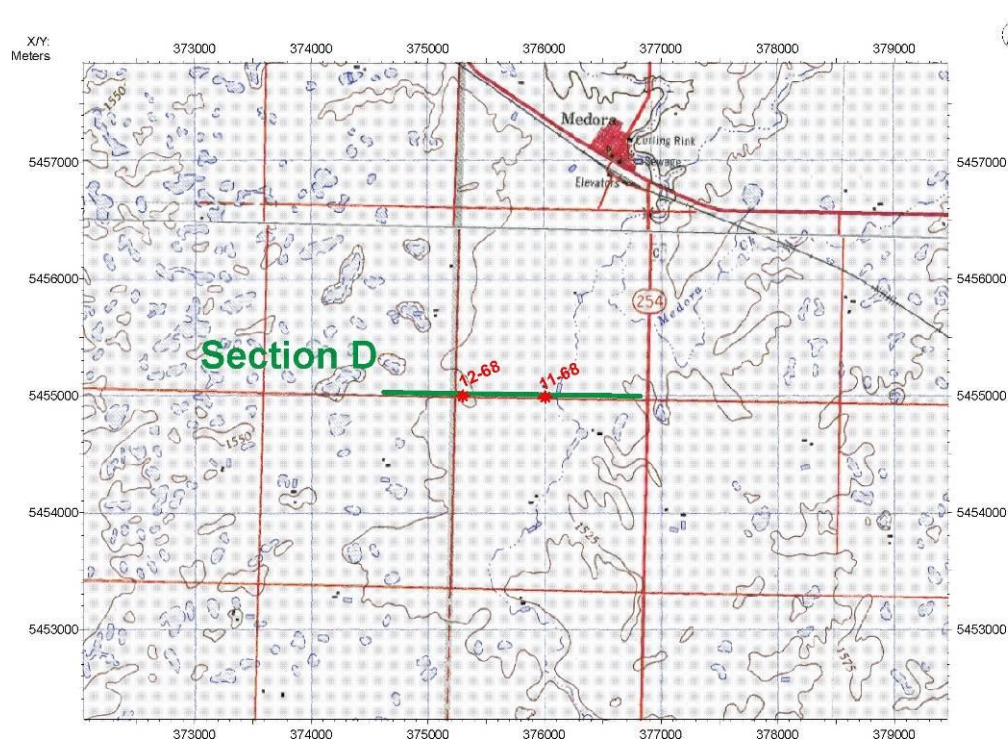 X/Y:
Meters
373000 374000 375000 376000 377000 378000 379000
1550
Medora
Curling Rink
5457000 5457000
Sewage
Elevators
5456000 5456000
254
Medora
Section D
12-68 11-68
5455000 5455000
1550
5454000 5454000
1525
5453000 5453000
1575
373000 374000 375000 376000 377000 378000 379000